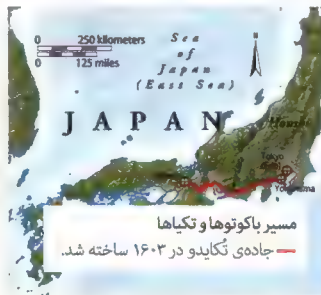 0 250 kilometers
0 125 miles
Sea
of
Japan
(East Sea)
JAPAN
Honshu
Tokyo
Yokohama
مسیر باکوتوها و تکیاها
جاده‌ی تُکایدو در ۱۶۰۳ ساخته شد.